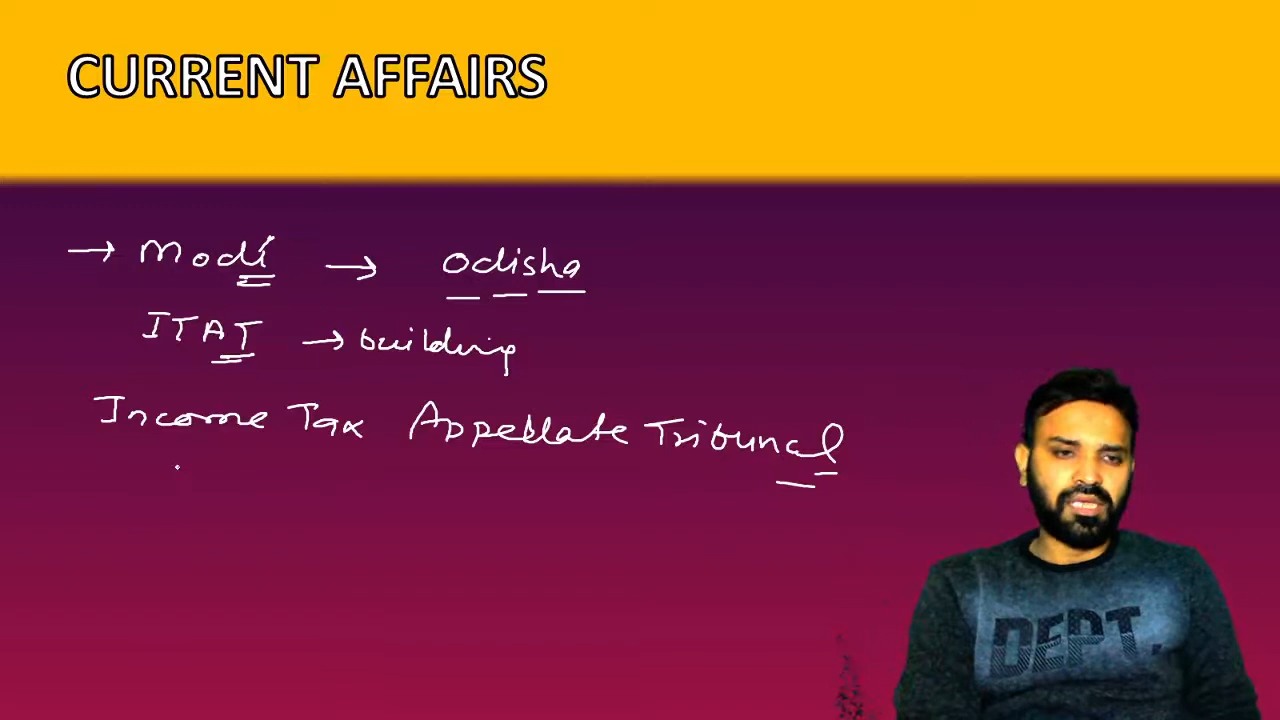 CURRENT AFFAIRS
→ Modi → Odisha
ITAT → building
Income Tax Appellate Tribunal
DEPT.